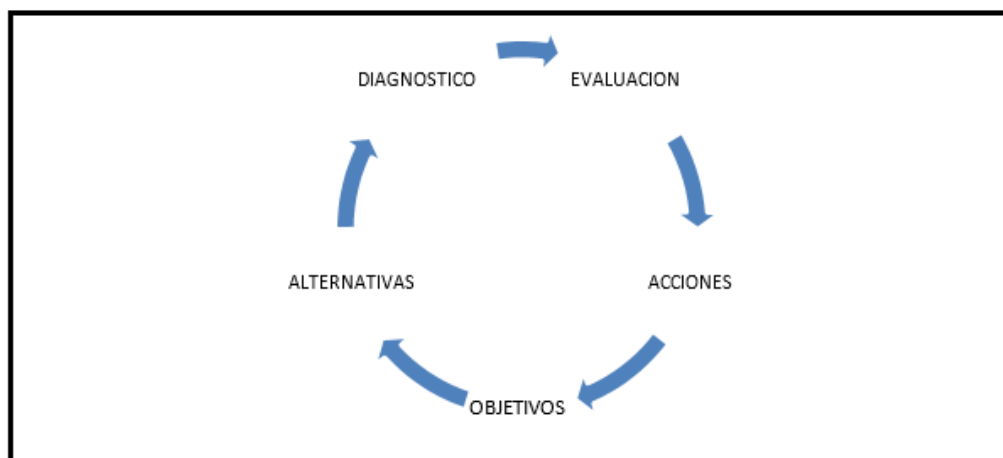 DIAGNOSTICO
EVALUACION
ALTERNATIVAS
ACCIONES
OBJETIVOS